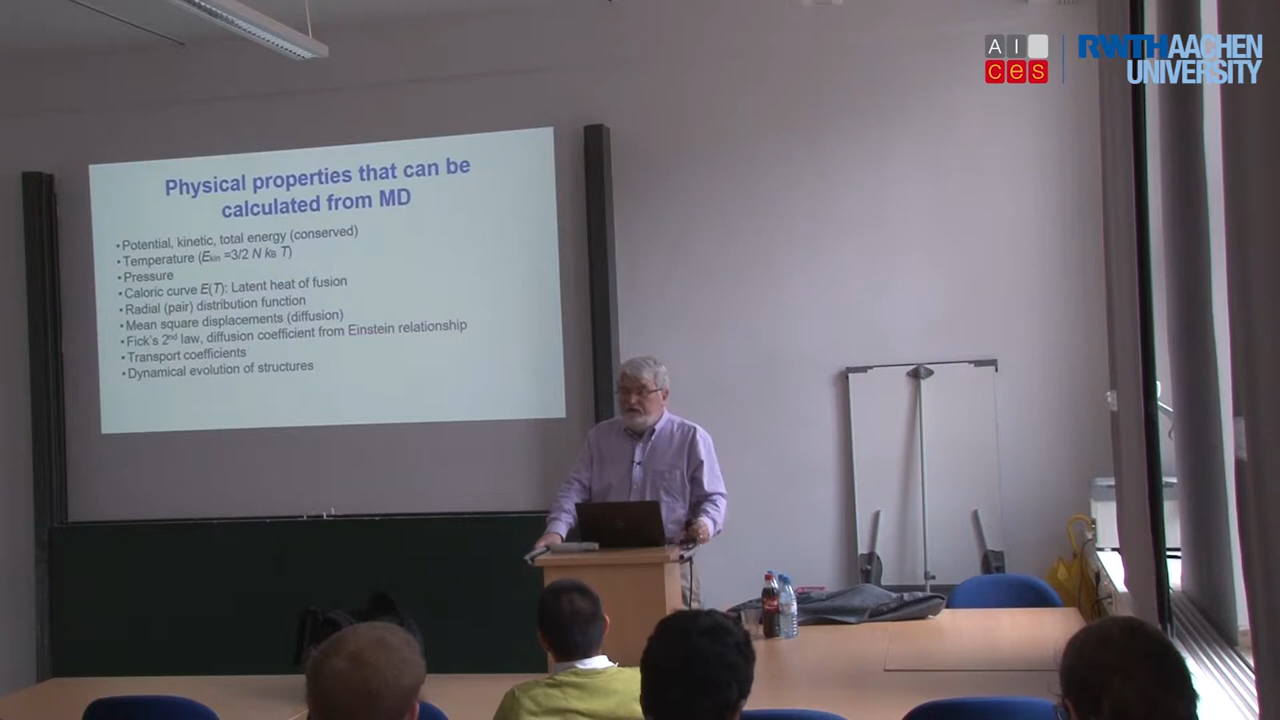 AI
ces
RWTHAACHEN
UNIVERSITY
Physical properties that can be
calculated from MD
•Potential, kinetic, total energy (conserved)
•Temperature (Ekin =3/2 N kB T)
•Pressure
•Caloric curve E(T): Latent heat of fusion
•Radial (pair) distribution function
•Mean square displacements (diffusion)
•Fick's 2nd law, diffusion coefficient from Einstein relationship
•Transport coefficients
•Dynamical evolution of structures